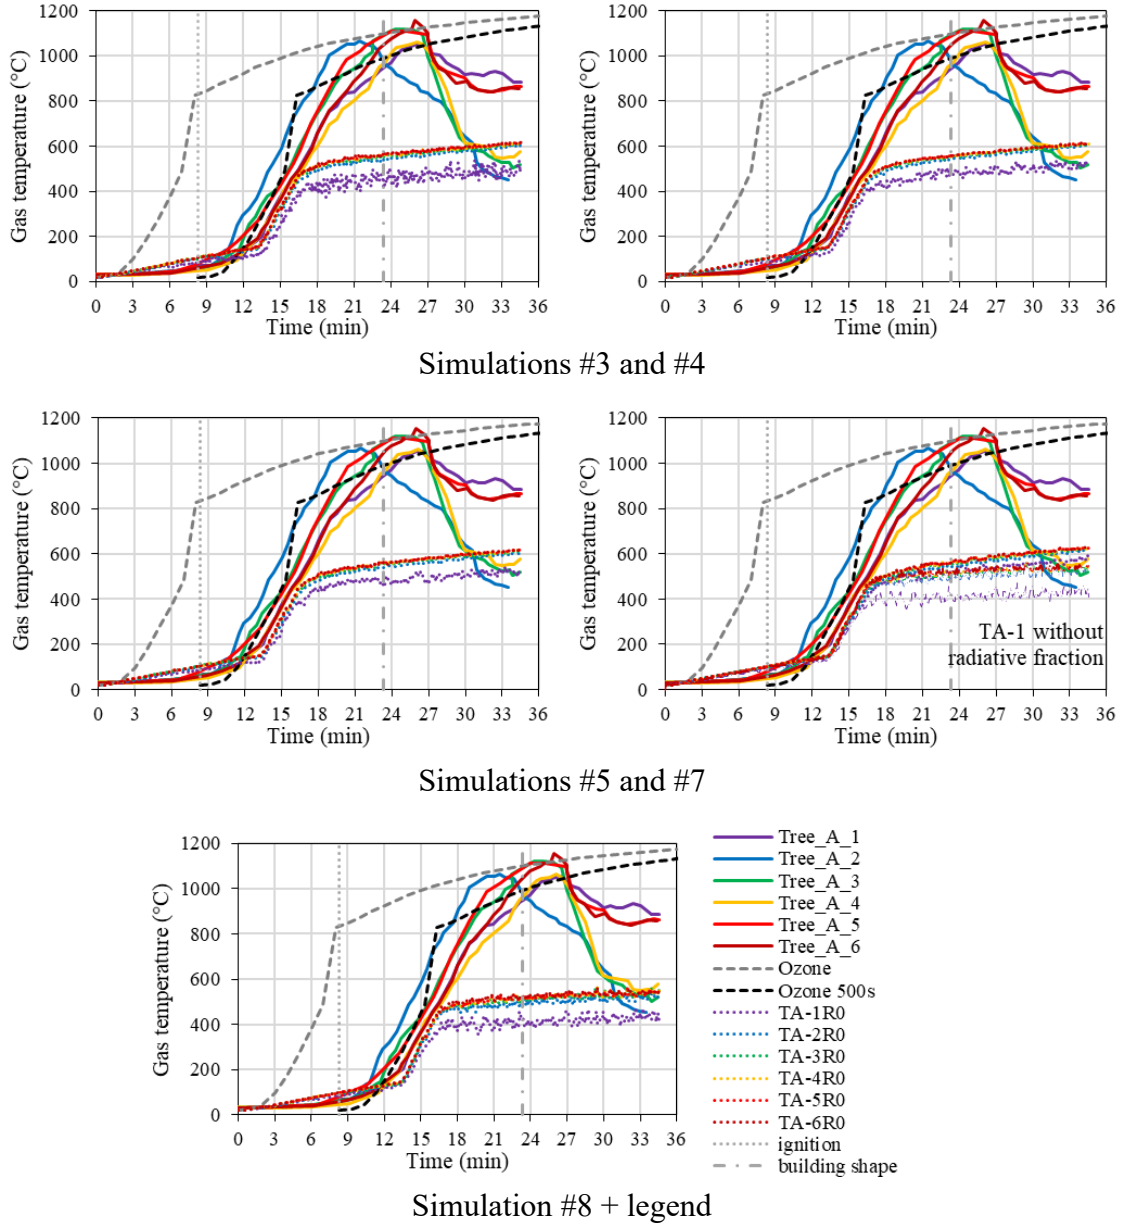 1200
1000
800
600
400
200
0
Gas temperature (°C)
0 3 6 9 12 15 18 21 24 27 30 33 36
Time (min)
1200
1000
800
600
400
200
0
Gas temperature (°C)
0 3 6 9 12 15 18 21 24 27 30 33 36
Time (min)
Simulations #3 and #4
1200
1000
800
600
400
200
0
Gas temperature (°C)
0 3 6 9 12 15 18 21 24 27 30 33 36
Time (min)
1200
1000
800
600
400
200
0
Gas temperature (°C)
TA-1 without
radiative fraction
0 3 6 9 12 15 18 21 24 27 30 33 36
Time (min)
Simulations #5 and #7
1200
1000
800
600
400
200
0
Gas temperature (°C)
0 3 6 9 12 15 18 21 24 27 30 33 36
Time (min)
Tree_A_1
Tree_A_2
Tree_A_3
Tree_A_4
Tree_A_5
Tree_A_6
Ozone
Ozone 500s
TA-1R0
TA-2R0
TA-3R0
TA-4R0
TA-5R0
TA-6R0
ignition
building shape
Simulation #8 + legend